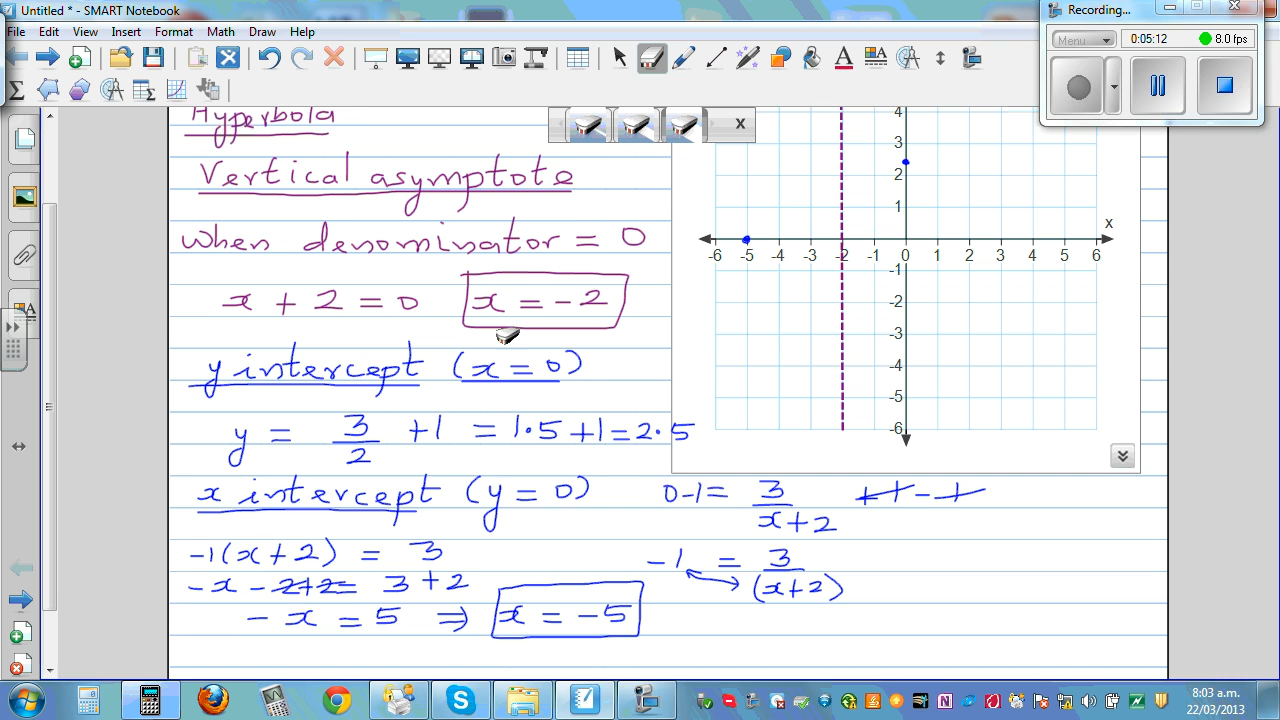 Untitled * - SMART Notebook
Recording...
File Edit View Insert Format Math Draw Help
Menu
0:05:12
8.0 fps
Hyperbola
x
Vertical asymptote
when denominator = 0
x + 2 = 0 x = -2
y intercept (x = 0)
y = 3/2 +1 = 1.5 +1 = 2.5
x intercept (y = 0)
0-1 = 3/(x+2) +1 -1
-1(x+2) = 3
-1 = 3/(x+2)
-x -2+2 = 3 +2
-x = 5 ⇒ x = -5
4
3
2
1
x
-6 -5 -4 -3 -2 -1 0 1 2 3 4 5 6
-1
-2
-3
-4
-5
-6
8:03 a.m.
22/03/2013